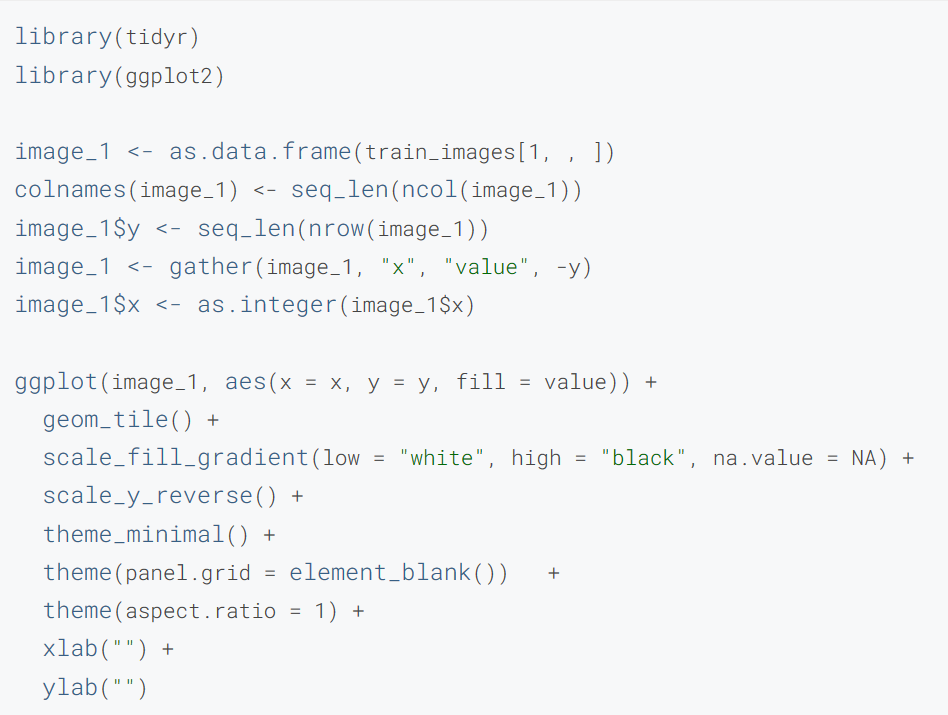 library(tidyr)
library(ggplot2)

image_1 <- as.data.frame(train_images[1, , ])
colnames(image_1) <- seq_len(ncol(image_1))
image_1$y <- seq_len(nrow(image_1))
image_1 <- gather(image_1, "x", "value", -y)
image_1$x <- as.integer(image_1$x)

ggplot(image_1, aes(x = x, y = y, fill = value)) +
  geom_tile() +
  scale_fill_gradient(low = "white", high = "black", na.value = NA) +
  scale_y_reverse() +
  theme_minimal() +
  theme(panel.grid = element_blank())   +
  theme(aspect.ratio = 1) +
  xlab("") +
  ylab("")